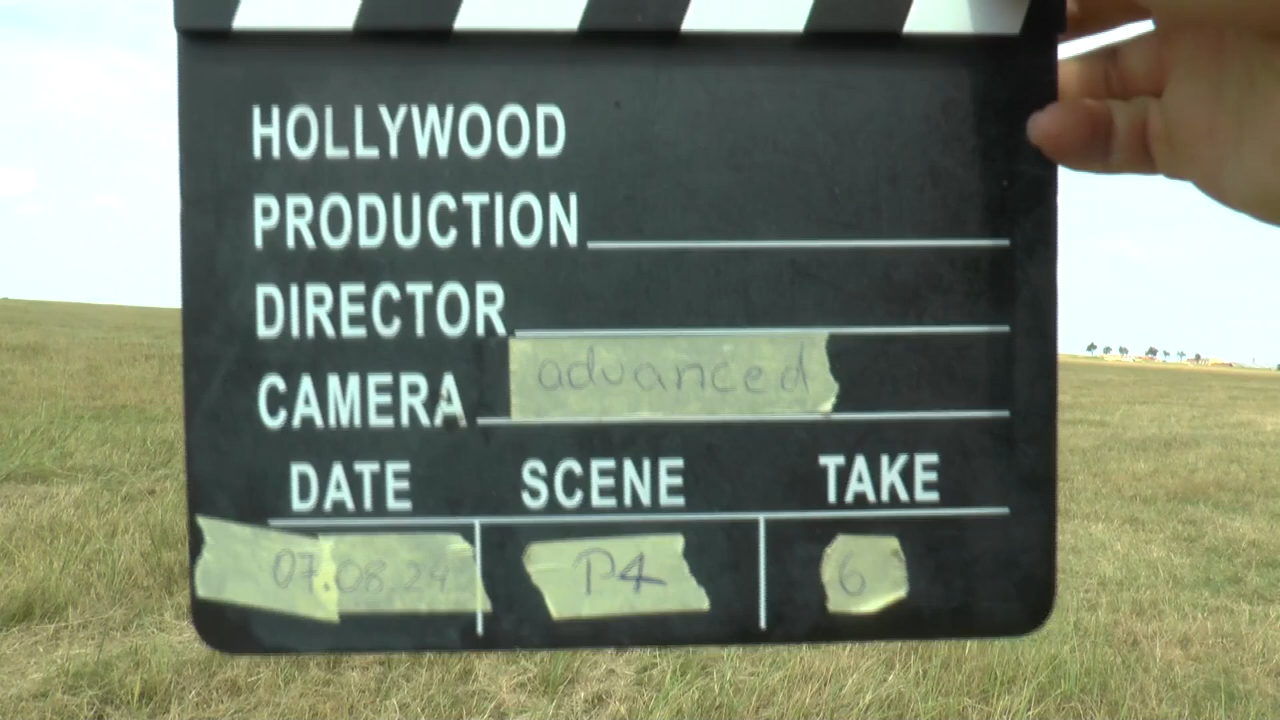 HOLLYWOOD
PRODUCTION
DIRECTOR
CAMERA advanced
DATE SCENE TAKE
07.08.24 P4 6